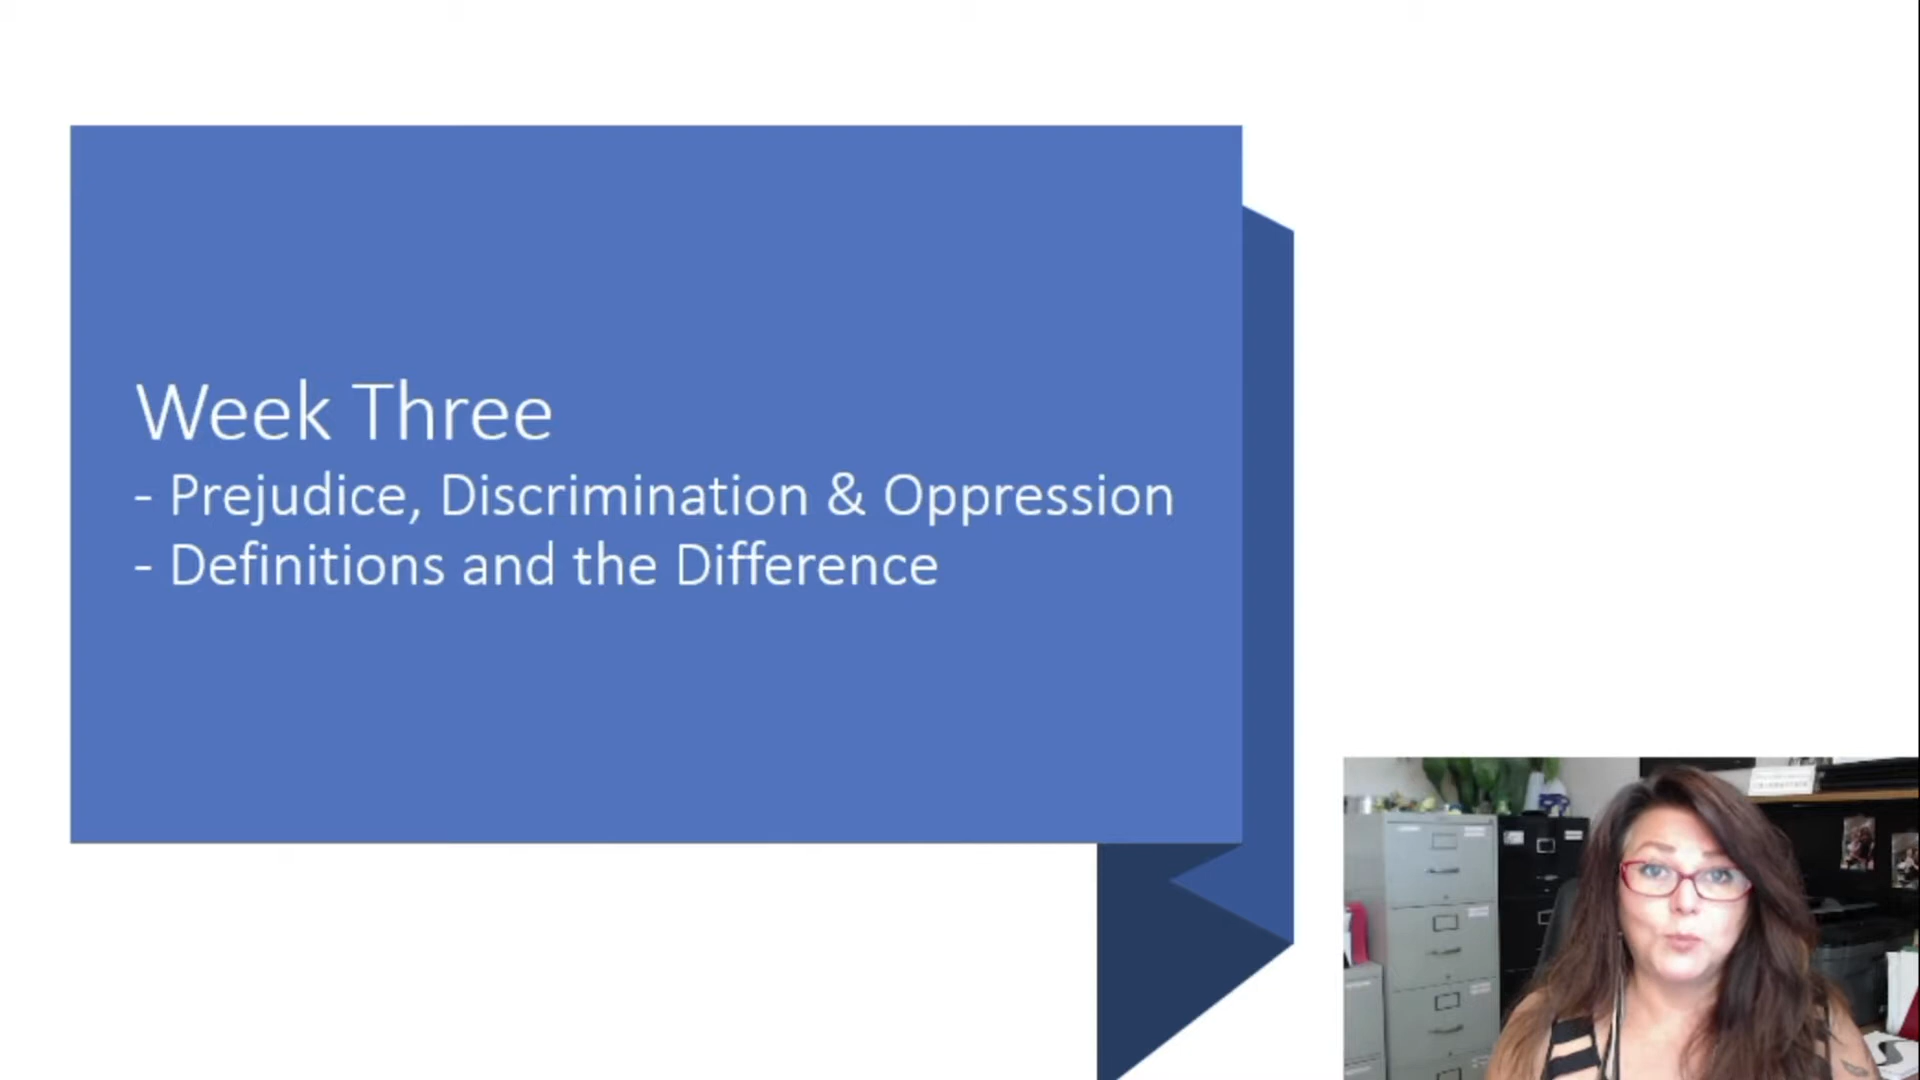 Week Three
- Prejudice, Discrimination & Oppression
- Definitions and the Difference